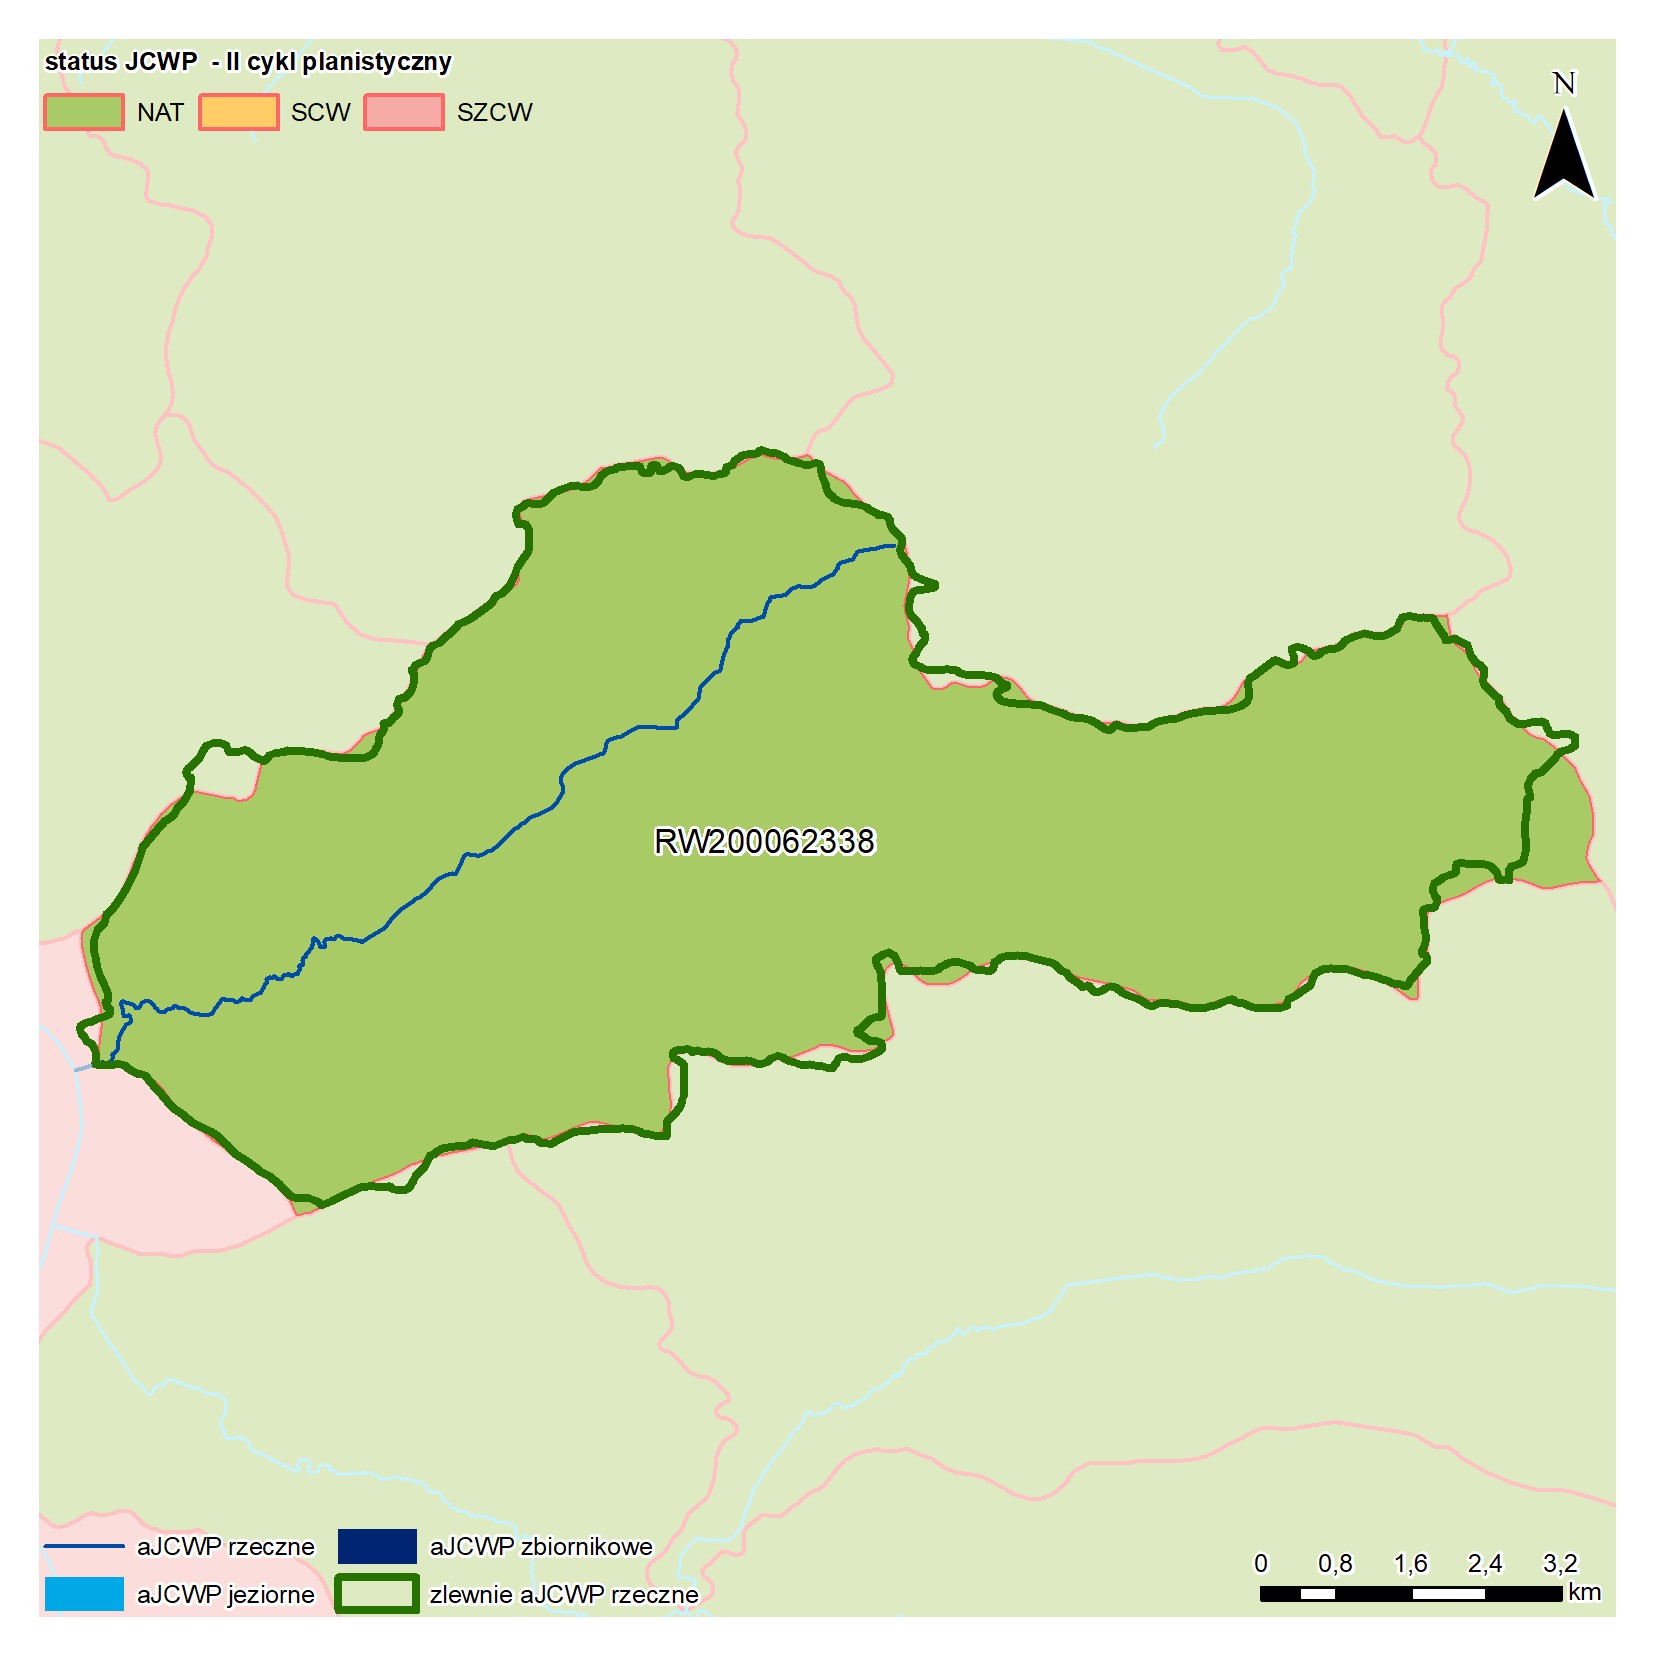 status JCWP - II cykl planistyczny
NAT SCW SZCW
N
RW200062338
aJCWP rzeczne aJCWP zbiornikowe
aJCWP jeziorne zlewnie aJCWP rzeczne
0 0,8 1,6 2,4 3,2
km